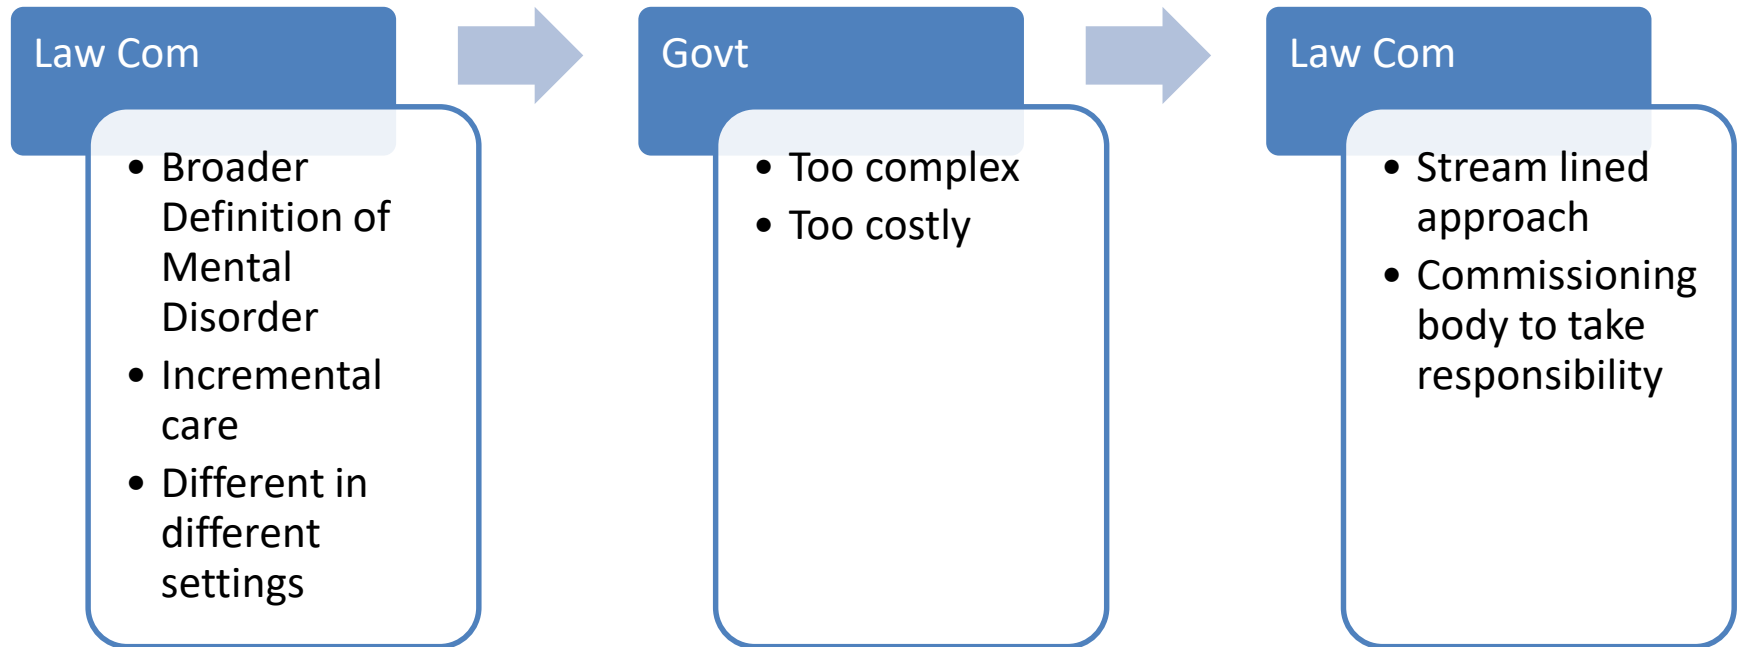 Law Com
• Broader
Definition of
Mental
Disorder
• Incremental
care
• Different in
different
settings
Govt
• Too complex
• Too costly
Law Com
• Stream lined
approach
• Commissioning
body to take
responsibility